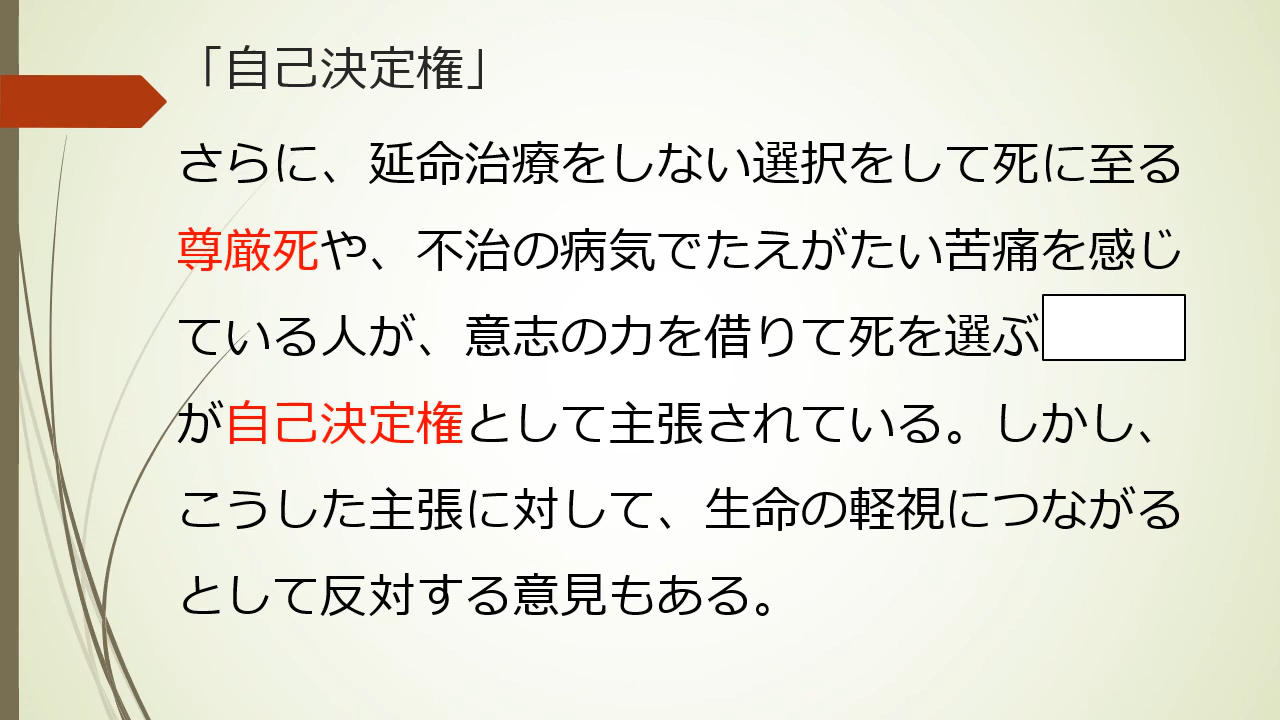 「自己決定権」
さらに、延命治療をしない選択をして死に至る
尊厳死や、不治の病気でたえがたい苦痛を感じ
ている人が、意志の力を借りて死を選ぶ
が自己決定権として主張されている。しかし、
こうした主張に対して、生命の軽視につながる
として反対する意見もある。